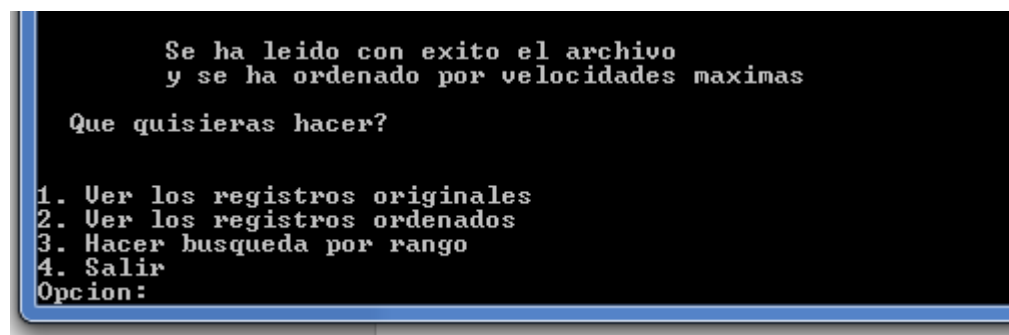 Se ha leido con exito el archivo
y se ha ordenado por velocidades maximas
Que quisieras hacer?
1. Ver los registros originales
2. Ver los registros ordenados
3. Hacer busqueda por rango
4. Salir
Opcion: